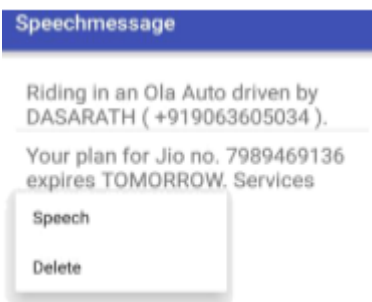 Speechmessage
Riding in an Ola Auto driven by
DASARATH ( +919063605034 ).
Your plan for Jio no. 7989469136
expires TOMORROW. Services
Speech
Delete